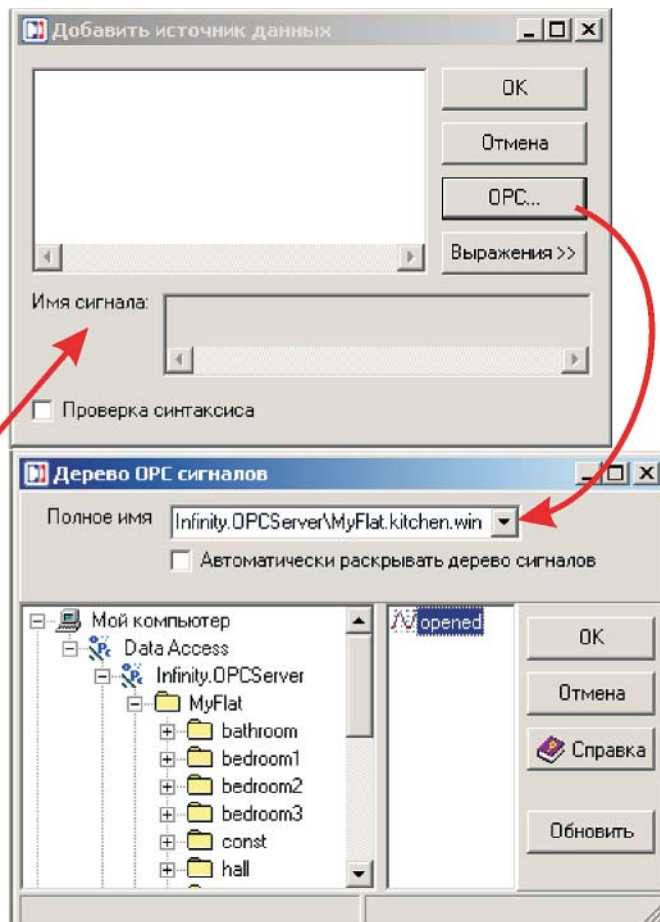 Добавить источник данных
OK
Отмена
OPC...
Выражения >>
Имя сигнала:
Проверка синтаксиса
Дерево OPC сигналов
Полное имя Infinity.OPCServer\MyFlat.kitchen.win
Автоматически раскрывать дерево сигналов
Мой компьютер
Data Access
Infinity.OPCServer
MyFlat
bathroom
bedroom1
bedroom2
bedroom3
const
hall
opened
OK
Отмена
Справка
Обновить